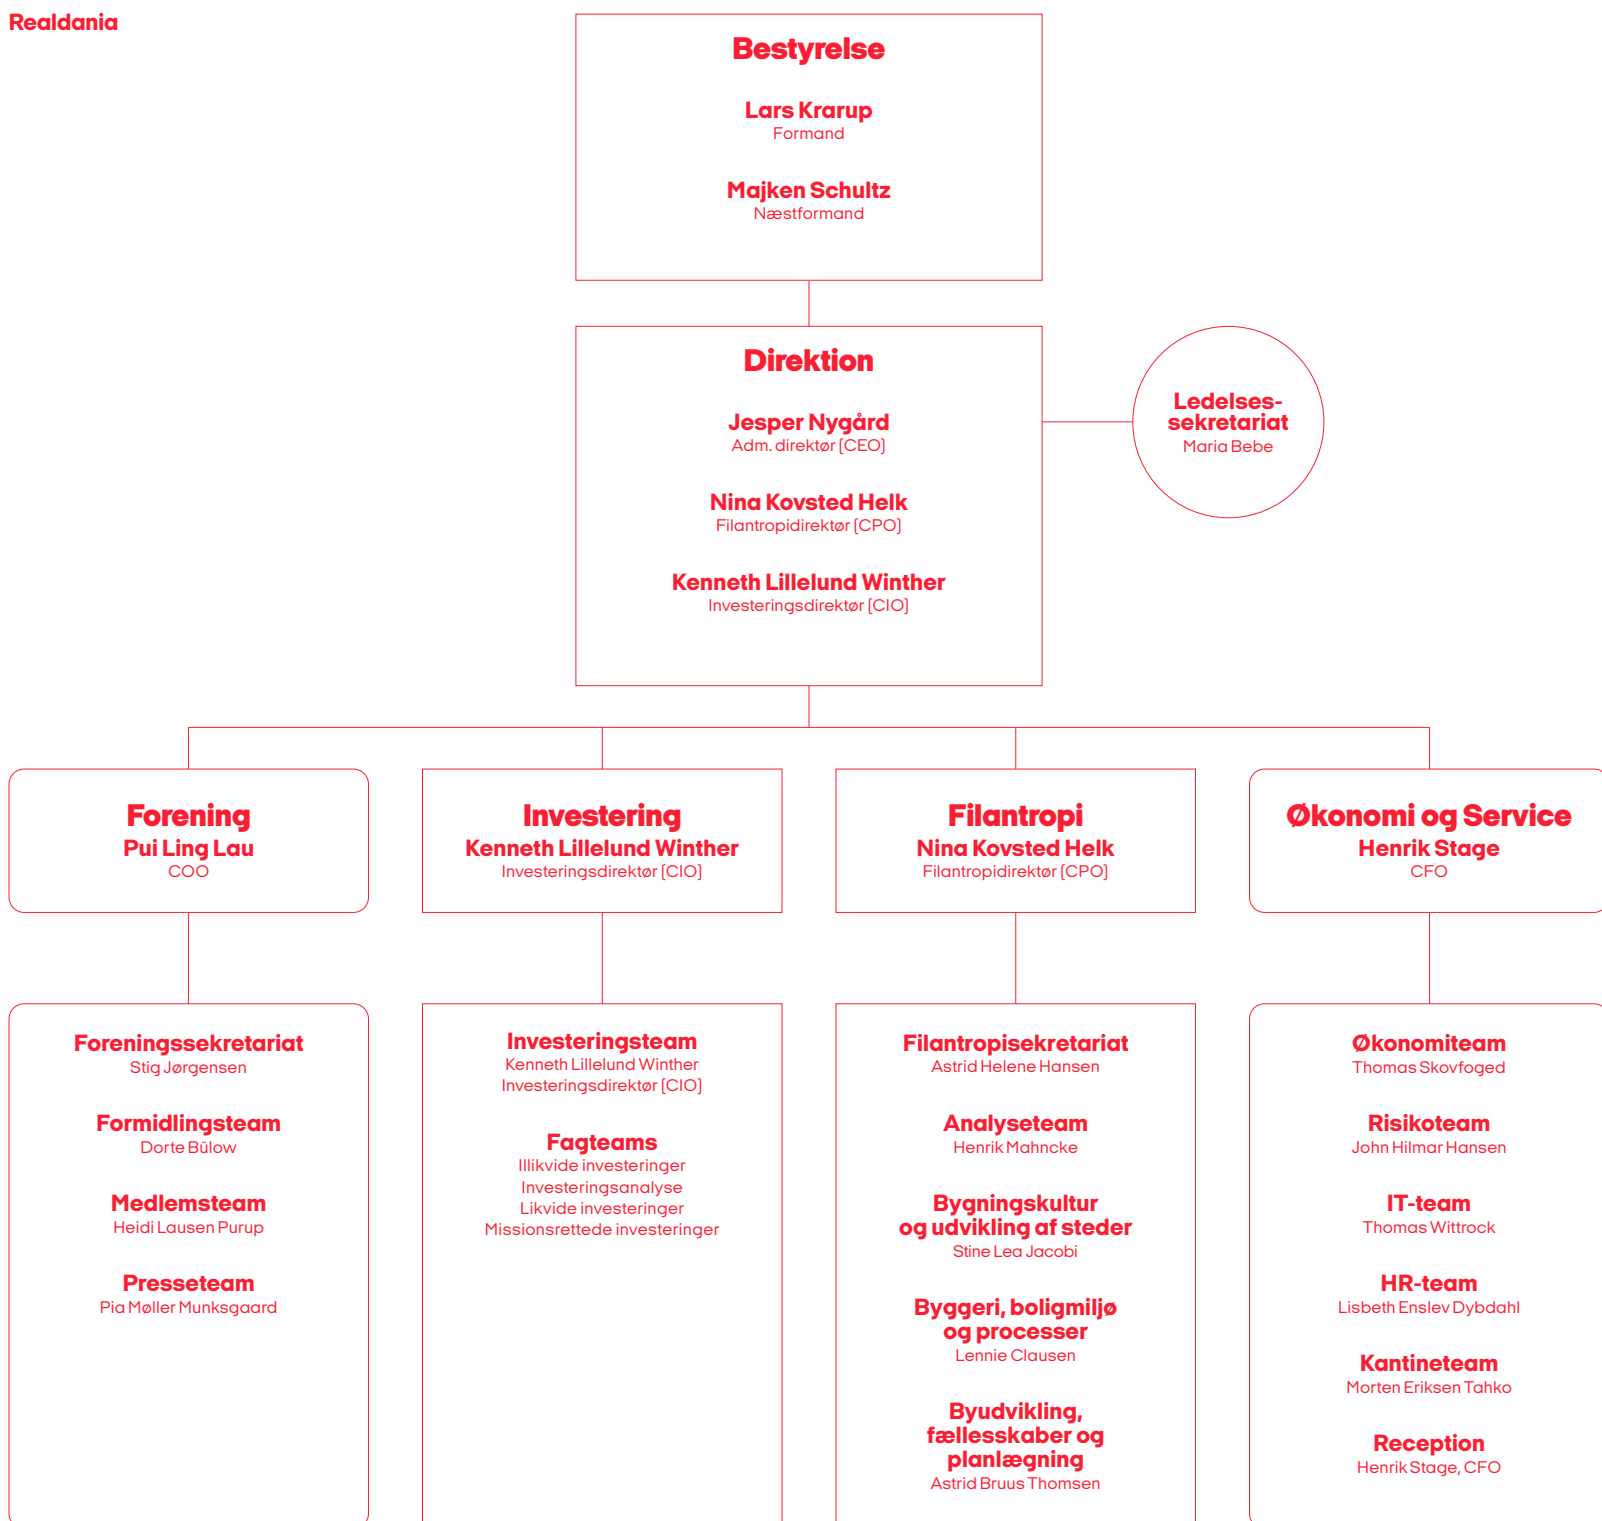 Realdania
Bestyrelse
Lars Krarup
Formand
Majken Schultz
Næstformand
Direktion
Jesper Nygård
Adm. direktør (CEO)
Nina Kovsted Helk
Filantropidirektør (CPO)
Kenneth Lillelund Winther
Investeringsdirektør (CIO)
Ledelses-
sekretariat
Maria Bebe
Forening
Pui Ling Lau
COO
Investering
Kenneth Lillelund Winther
Investeringsdirektør (CIO)
Filantropi
Nina Kovsted Helk
Filantropidirektør (CPO)
Økonomi og Service
Henrik Stage
CFO
Foreningssekretariat
Stig Jørgensen
Formidlingsteam
Dorte Bülow
Medlemsteam
Heidi Lausen Purup
Presseteam
Pia Møller Munksgaard
Investeringsteam
Kenneth Lillelund Winther
Investeringsdirektør (CIO)
Fagteams
Illikvide investeringer
Investeringsanalyse
Likvide investeringer
Missionsrettede investeringer
Filantropisekretariat
Astrid Helene Hansen
Analyseteam
Henrik Mahncke
Bygningskultur
og udvikling af steder
Stine Lea Jacobi
Byggeri, boligmiljø
og processer
Lennie Clausen
Byudvikling,
fællesskaber og
planlægning
Astrid Bruus Thomsen
Økonomiteam
Thomas Skovfoged
Risikoteam
John Hilmar Hansen
IT-team
Thomas Wittrock
HR-team
Lisbeth Enslev Dybdahl
Kantineteam
Morten Eriksen Tahko
Reception
Henrik Stage, CFO